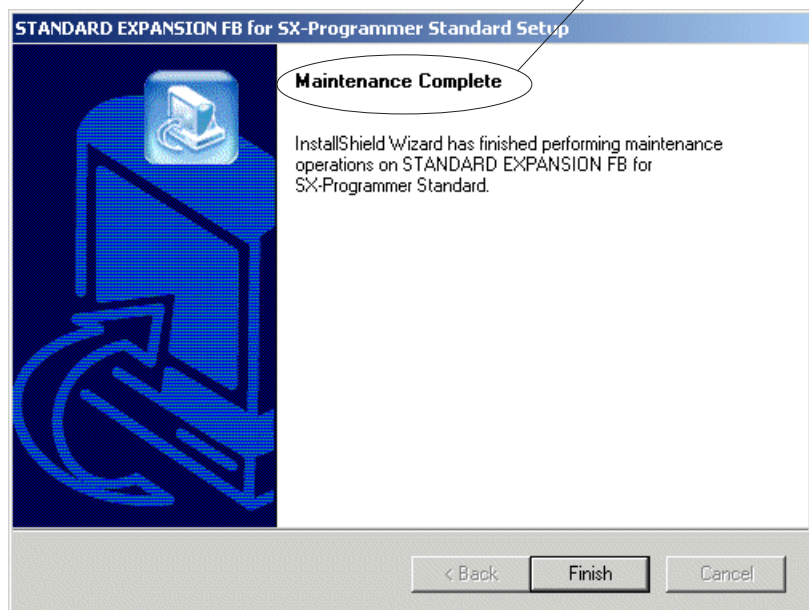 STANDARD EXPANSION FB for SX-Programmer Standard Setup
Maintenance Complete
InstallShield Wizard has finished performing maintenance
operations on STANDARD EXPANSION FB for
SX-Programmer Standard.
< Back Finish Cancel